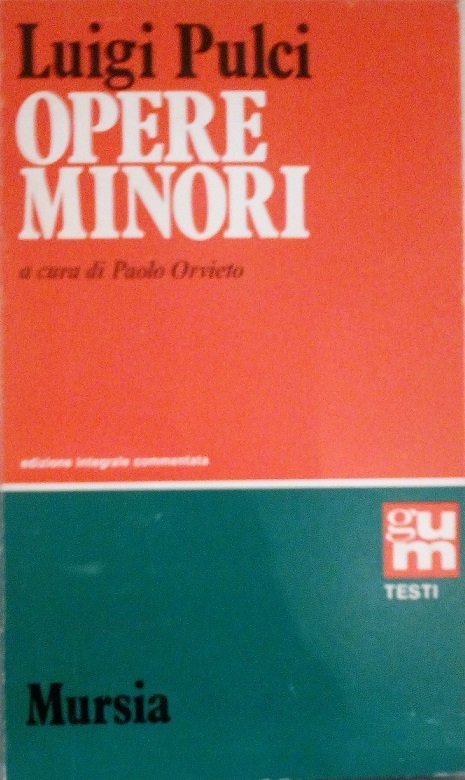 Luigi Pulci
OPERE
MINORI
a cura di Paolo Orvieto
edizione integrale commentata
gum
TESTI
Mursia